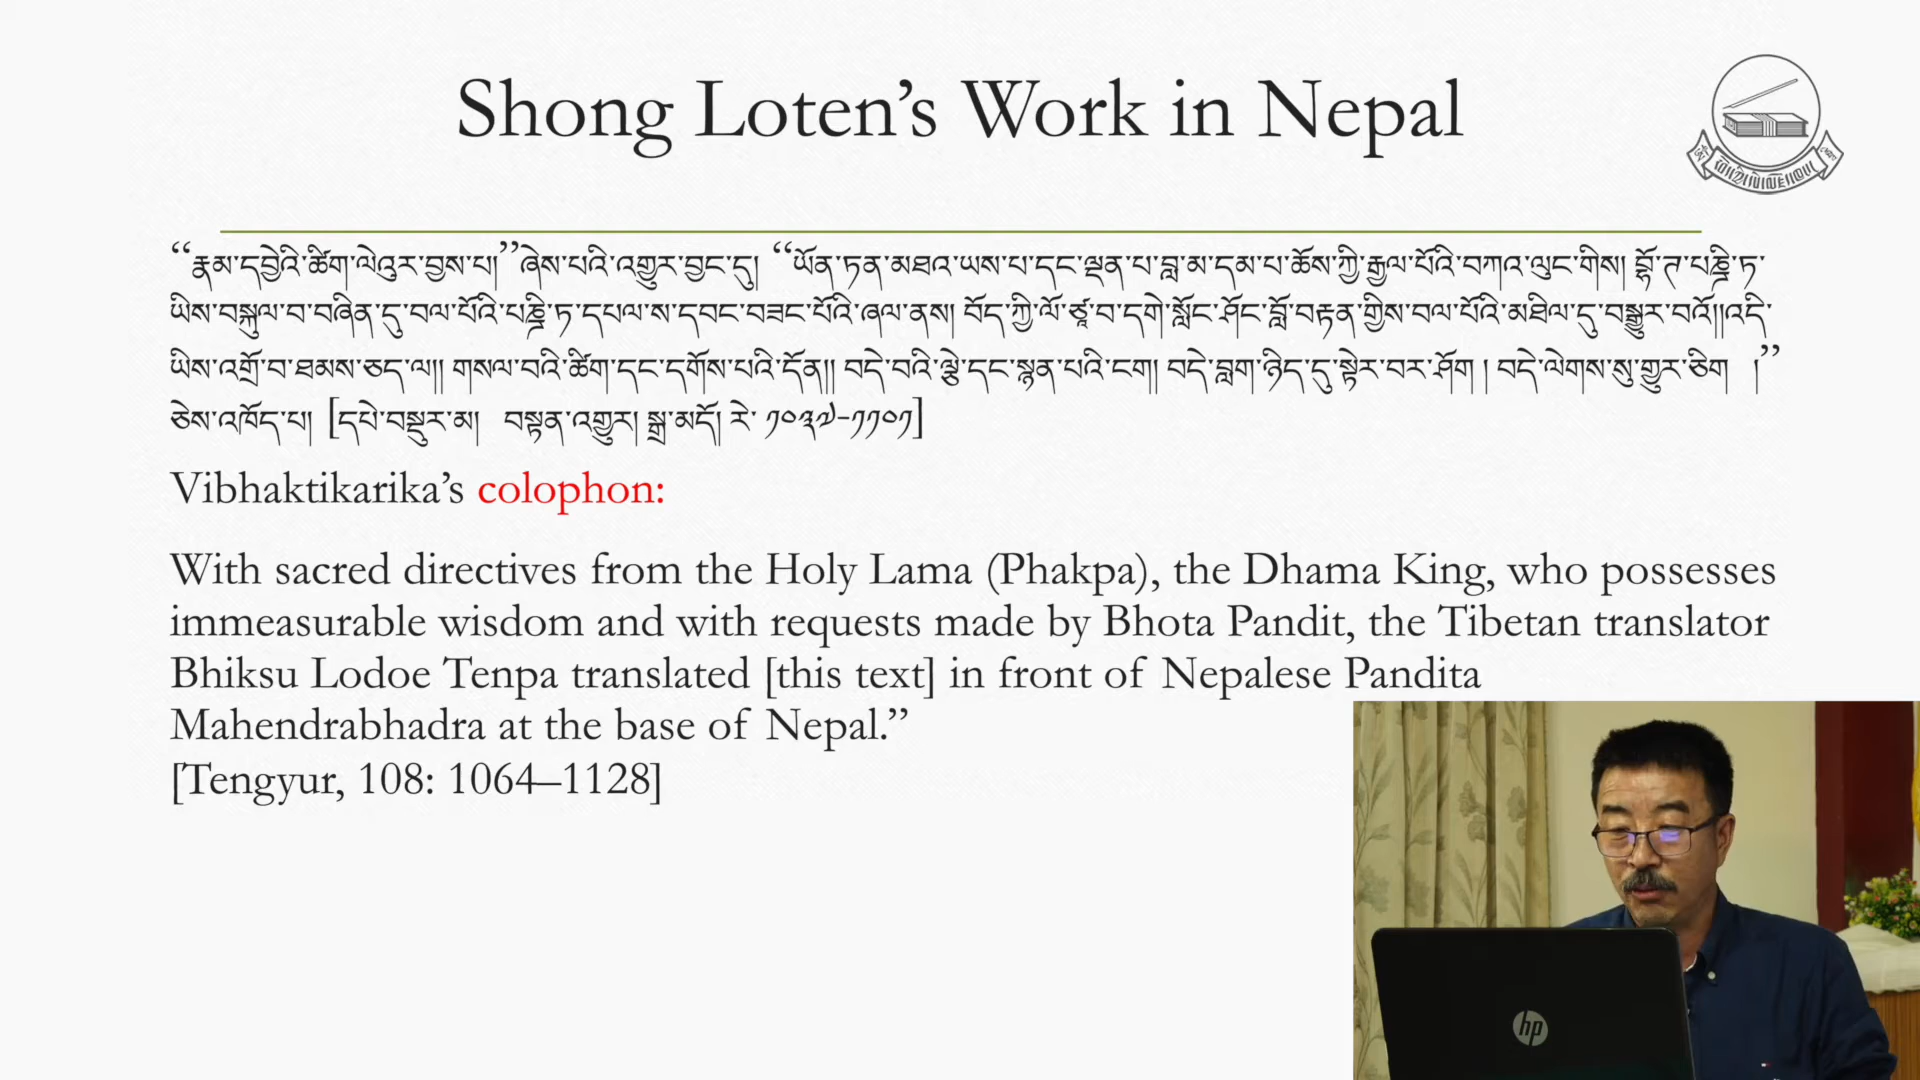 Shong Loten’s Work in Nepal
“རྣམ་དབྱེའི་ཚིག་ལེའུར་བྱས་པ།”ཞེས་པའི་འགྱུར་བྱང་དུ། “ཡོན་ཏན་མཐའ་ཡས་པ་དང་ལྡན་པ་བླ་མ་དམ་པ་ཆོས་ཀྱི་རྒྱལ་པོའི་བཀའ་ལུང་གིས། བྷོ་ཊ་པཎྜི་ཏ་
ཡིས་བསྐུལ་བ་བཞིན་དུ་བལ་པོའི་པཎྜི་ཏ་དཔལ་ས་དབང་བཟང་པོའི་ཞལ་ནས། བོད་ཀྱི་ལོ་ཙཱ་བ་དགེ་སློང་ཤོང་བློ་བརྟན་གྱིས་བལ་པོའི་མཐིལ་དུ་བསྒྱུར་བའོ།།འདི་
ཡིས་འགྲོ་བ་ཐམས་ཅད་ལ།། གསལ་བའི་ཚིག་དང་དགོས་པའི་དོན།། བདེ་བའི་ལྕེ་དང་སྙན་པའི་ངག། བདེ་བླག་ཉིད་དུ་སྟེར་བར་ཤོག ། བདེ་ལེགས་སུ་གྱུར་ཅིག །”
ཅེས་འཁོད་པ། [དཔེ་བསྡུར་མ། བསྟན་འགྱུར། སྒྲ་མདོ། རེ་ ༡༠༣༧-༡༡༠༡]
Vibhaktikarika’s colophon:
With sacred directives from the Holy Lama (Phakpa), the Dhama King, who possesses
immeasurable wisdom and with requests made by Bhota Pandit, the Tibetan translator
Bhiksu Lodoe Tenpa translated [this text] in front of Nepalese Pandita
Mahendrabhadra at the base of Nepal.”
[Tengyur, 108: 1064–1128]
hp